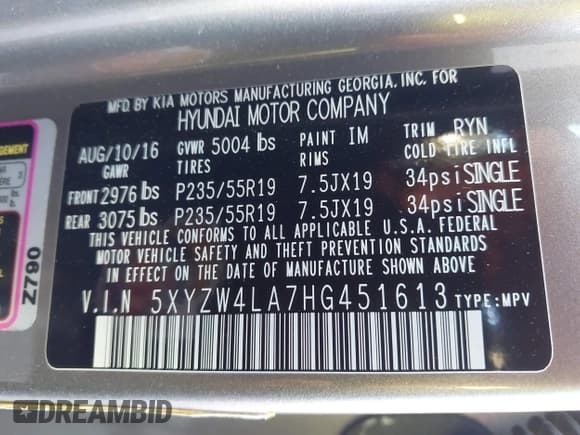 MFD. BY KIA MOTORS MANUFACTURING GEORGIA, INC. FOR
HYUNDAI MOTOR COMPANY
AUG/10/16 GVWR 5004 lbs PAINT IM TRIM RYN
GAWR TIRES RIMS COLD TIRE INFL
FRONT 2976 lbs P235/55R19 7.5JX19 34psi SINGLE
REAR 3075 lbs P235/55R19 7.5JX19 34psi SINGLE
THIS VEHICLE CONFORMS TO ALL APPLICABLE U.S.A. FEDERAL
MOTOR VEHICLE SAFETY AND THEFT PREVENTION STANDARDS
IN EFFECT ON THE DATE OF MANUFACTURE SHOWN ABOVE
V.I.N 5XYZW4LA7HG451613 TYPE:MPV
Z790
DREAMBID